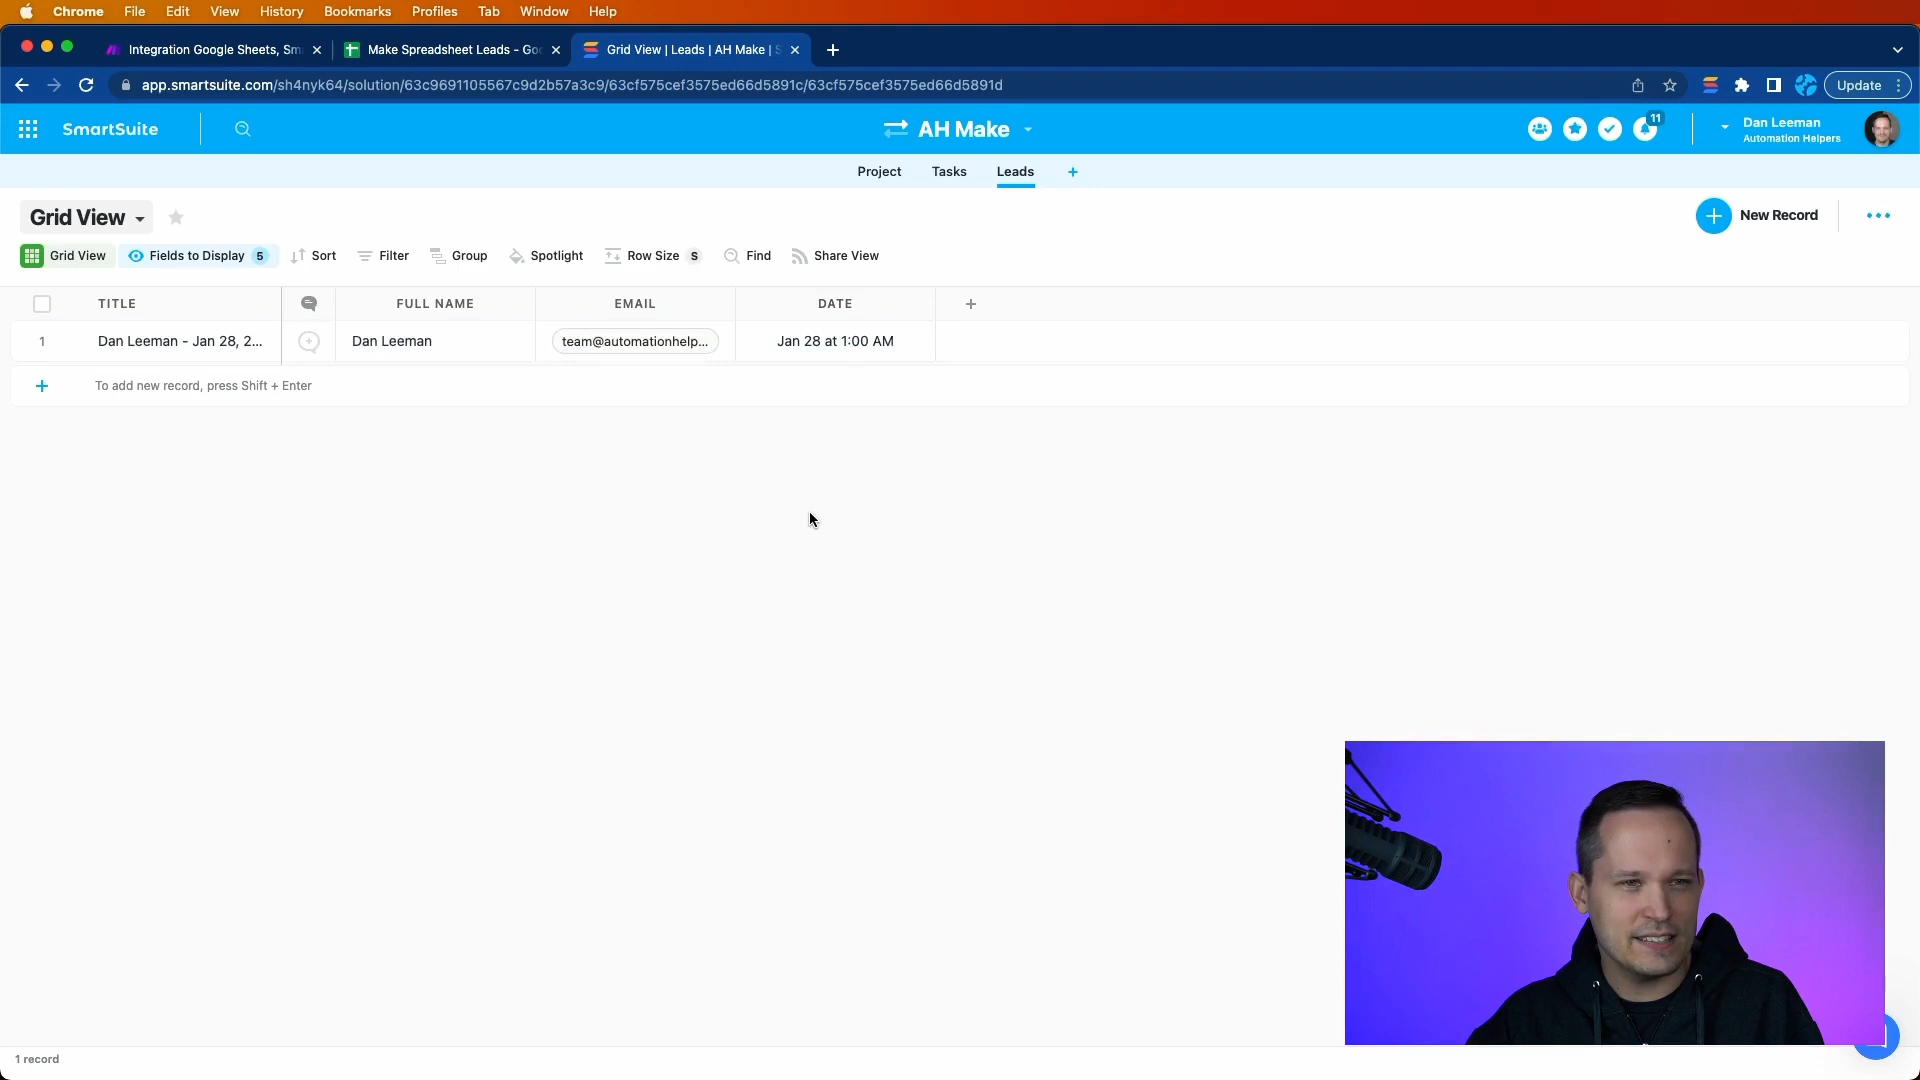 Chrome File Edit View History Bookmarks Profiles Tab Window Help
Integration Google Sheets, Sm
Make Spreadsheet Leads - Go
Grid View | Leads | AH Make | S
app.smartsuite.com/sh4nyk64/solution/63c9691105567c9d2b57a3c9/63cf575cef3575ed66d5891c/63cf575cef3575ed66d5891d
Update
SmartSuite
AH Make
11
Dan Leeman
Automation Helpers
Project Tasks Leads +
Grid View
New Record
Grid View Fields to Display 5 Sort Filter Group Spotlight Row Size S Find Share View
TITLE FULL NAME EMAIL DATE +
1 Dan Leeman - Jan 28, 2... Dan Leeman team@automationhelp... Jan 28 at 1:00 AM
+ To add new record, press Shift + Enter
1 record